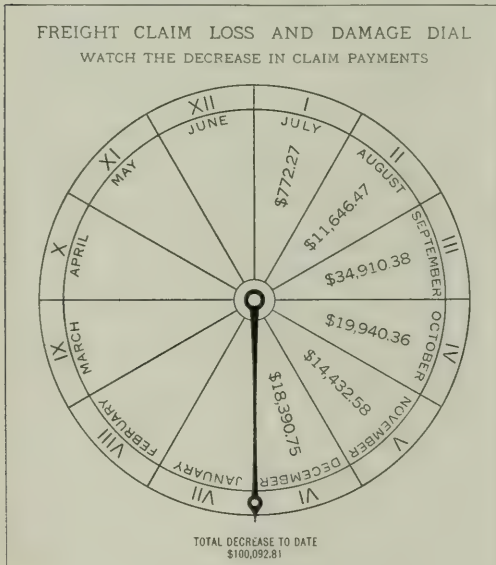 FREIGHT CLAIM LOSS AND DAMAGE DIAL
WATCH THE DECREASE IN CLAIM PAYMENTS
I
JULY
$772.27
II
AUGUST
$11,646.47
III
SEPTEMBER
$34,910.38
IV
OCTOBER
$19,940.36
V
NOVEMBER
$14,432.58
VI
DECEMBER
$18,390.75
VII
JANUARY
VIII
FEBRUARY
IX
MARCH
X
APRIL
XI
MAY
XII
JUNE
TOTAL DECREASE TO DATE
$100,092.81